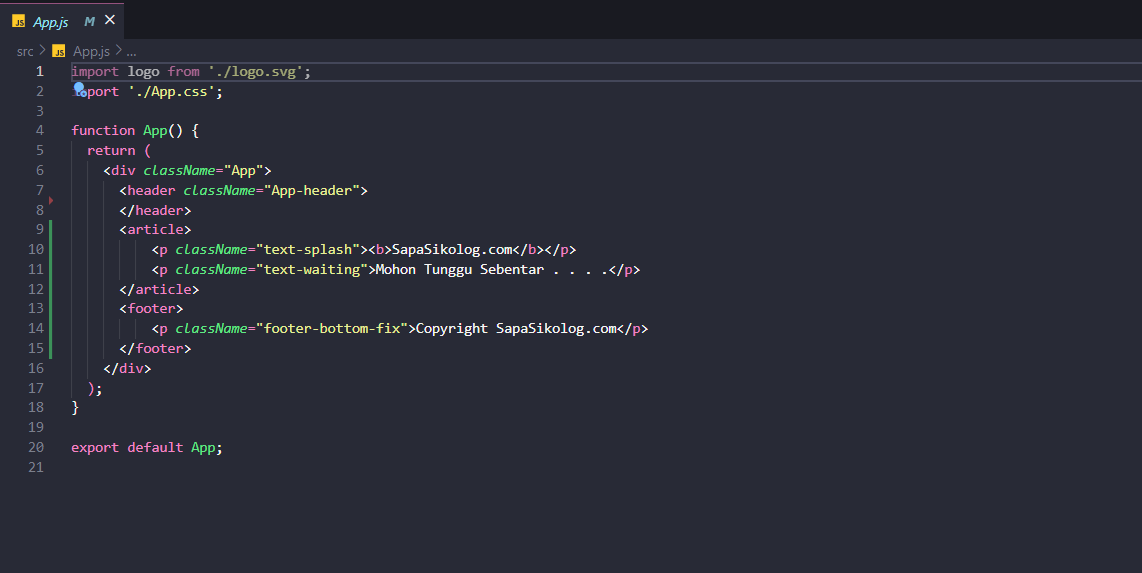 JS App.js M
src > JS App.js > ...
1 import logo from './logo.svg';
2 import './App.css';
3
4 function App() {
5   return (
6     <div className="App">
7       <header className="App-header">
8       </header>
9       <article>
10           <p className="text-splash"><b>SapaSikolog.com</b></p>
11           <p className="text-waiting">Mohon Tunggu Sebentar . . . .</p>
12       </article>
13       <footer>
14           <p className="footer-bottom-fix">Copyright SapaSikolog.com</p>
15       </footer>
16     </div>
17   );
18 }
19
20 export default App;
21